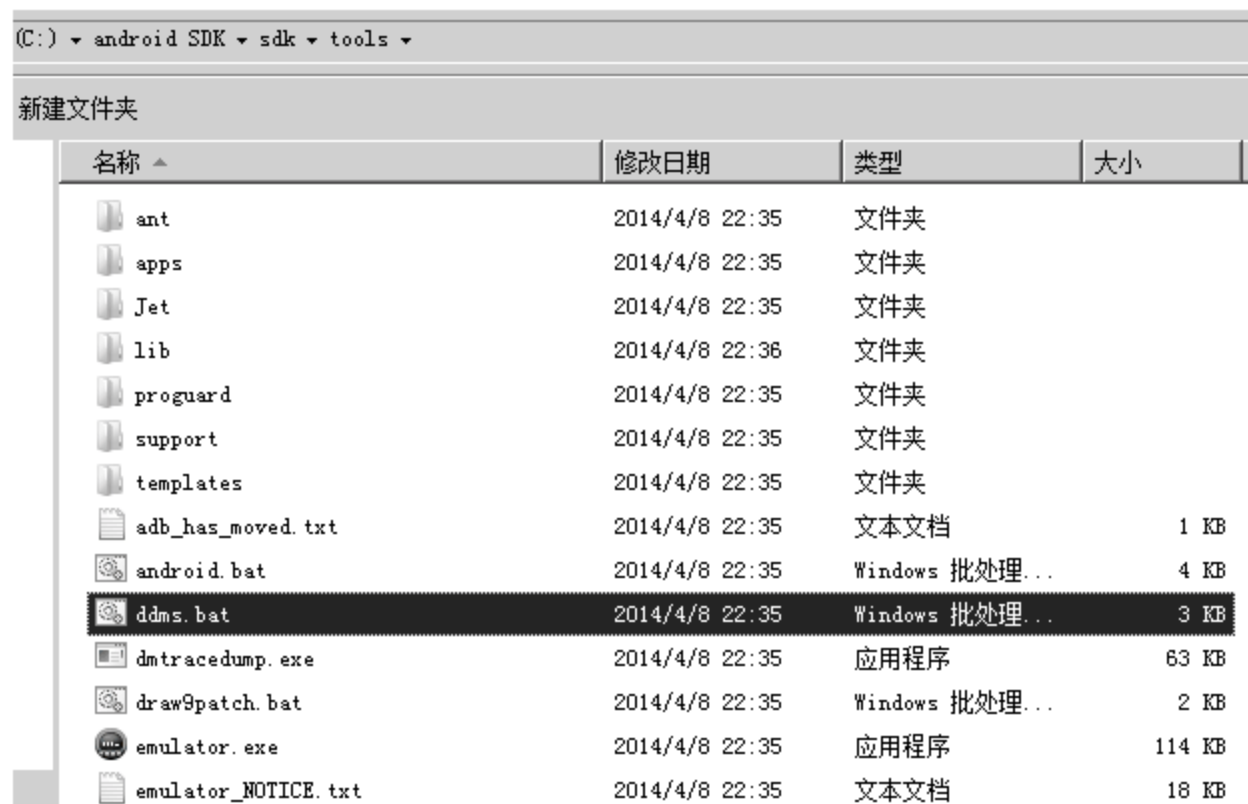 (C:) ▾ android SDK ▾ sdk ▾ tools ▾
新建文件夹
名称 修改日期 类型 大小
ant 2014/4/8 22:35 文件夹
apps 2014/4/8 22:35 文件夹
Jet 2014/4/8 22:35 文件夹
lib 2014/4/8 22:36 文件夹
proguard 2014/4/8 22:35 文件夹
support 2014/4/8 22:35 文件夹
templates 2014/4/8 22:35 文件夹
adb_has_moved.txt 2014/4/8 22:35 文本文档 1 KB
android.bat 2014/4/8 22:35 Windows 批处理... 4 KB
ddms.bat 2014/4/8 22:35 Windows 批处理... 3 KB
dmtracedump.exe 2014/4/8 22:35 应用程序 63 KB
draw9patch.bat 2014/4/8 22:35 Windows 批处理... 2 KB
emulator.exe 2014/4/8 22:35 应用程序 114 KB
emulator_NOTICE.txt 2014/4/8 22:35 文本文档 18 KB